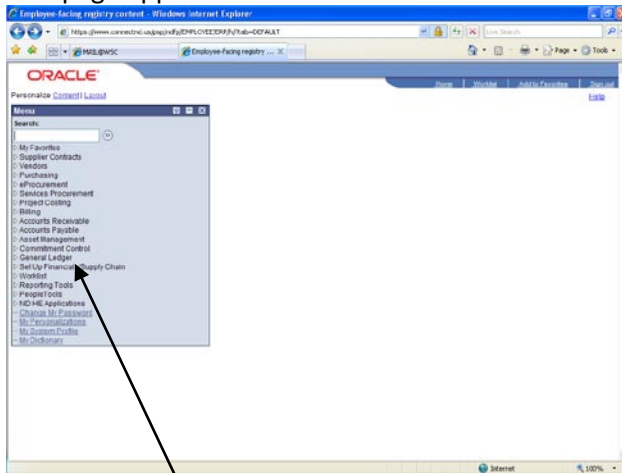 Employee-facing registry content - Windows Internet Explorer
Live Search
MAIL@WSC
Employee-facing registry ...
Page
Tools
ORACLE
Home
Worklist
Add to Favorites
Sign out
Personalize Content | Layout
Help
Menu
Search:
My Favorites
Supplier Contracts
Vendors
Purchasing
eProcurement
Services Procurement
Project Costing
Billing
Accounts Receivable
Accounts Payable
Asset Management
Commitment Control
General Ledger
Set Up Financials/Supply Chain
Worklist
Reporting Tools
PeopleTools
ND HE Applications
Change My Password
My Personalizations
My System Profile
My Dictionary
Internet
100%